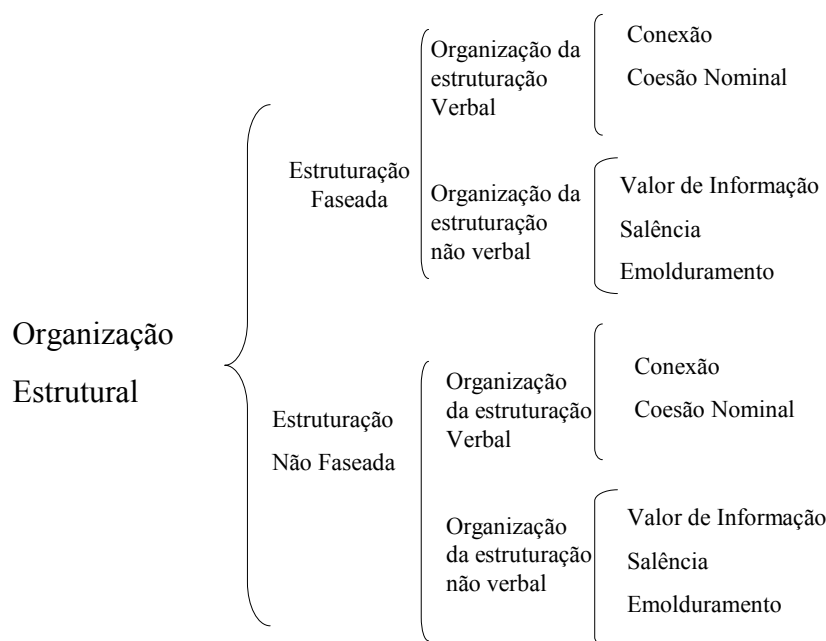 Organização
Estrutural
Estruturação
Faseada
Organização da
estruturação
Verbal
Conexão
Coesão Nominal
Organização da
estruturação
não verbal
Valor de Informação
Salência
Emolduramento
Estruturação
Não Faseada
Organização
da estruturação
Verbal
Conexão
Coesão Nominal
Organização
da estruturação
não verbal
Valor de Informação
Salência
Emolduramento